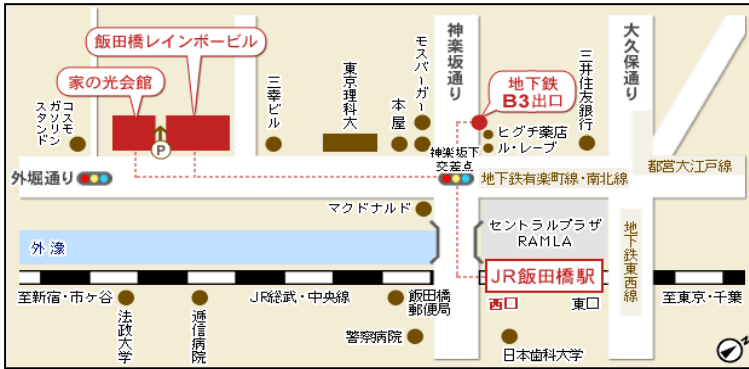 飯田橋レインボービル
家の光会館
神楽坂通り
大久保通り
地下鉄
B3出口
三井住友銀行
モスバーガー
本屋
東京理科大
三幸ビル
コスモ
ガソリン
スタンド
P
ヒグチ薬店
ル・レーブ
神楽坂下
交差点
外堀通り
地下鉄有楽町線・南北線
都営大江戸線
マクドナルド
セントラルプラザ
RAMLA
地下鉄東西線
外濠
JR飯田橋駅
西口
東口
至新宿・市ヶ谷
JR総武・中央線
飯田橋
郵便局
至東京・千葉
法政大学
逓信病院
警察病院
日本歯科大学
N